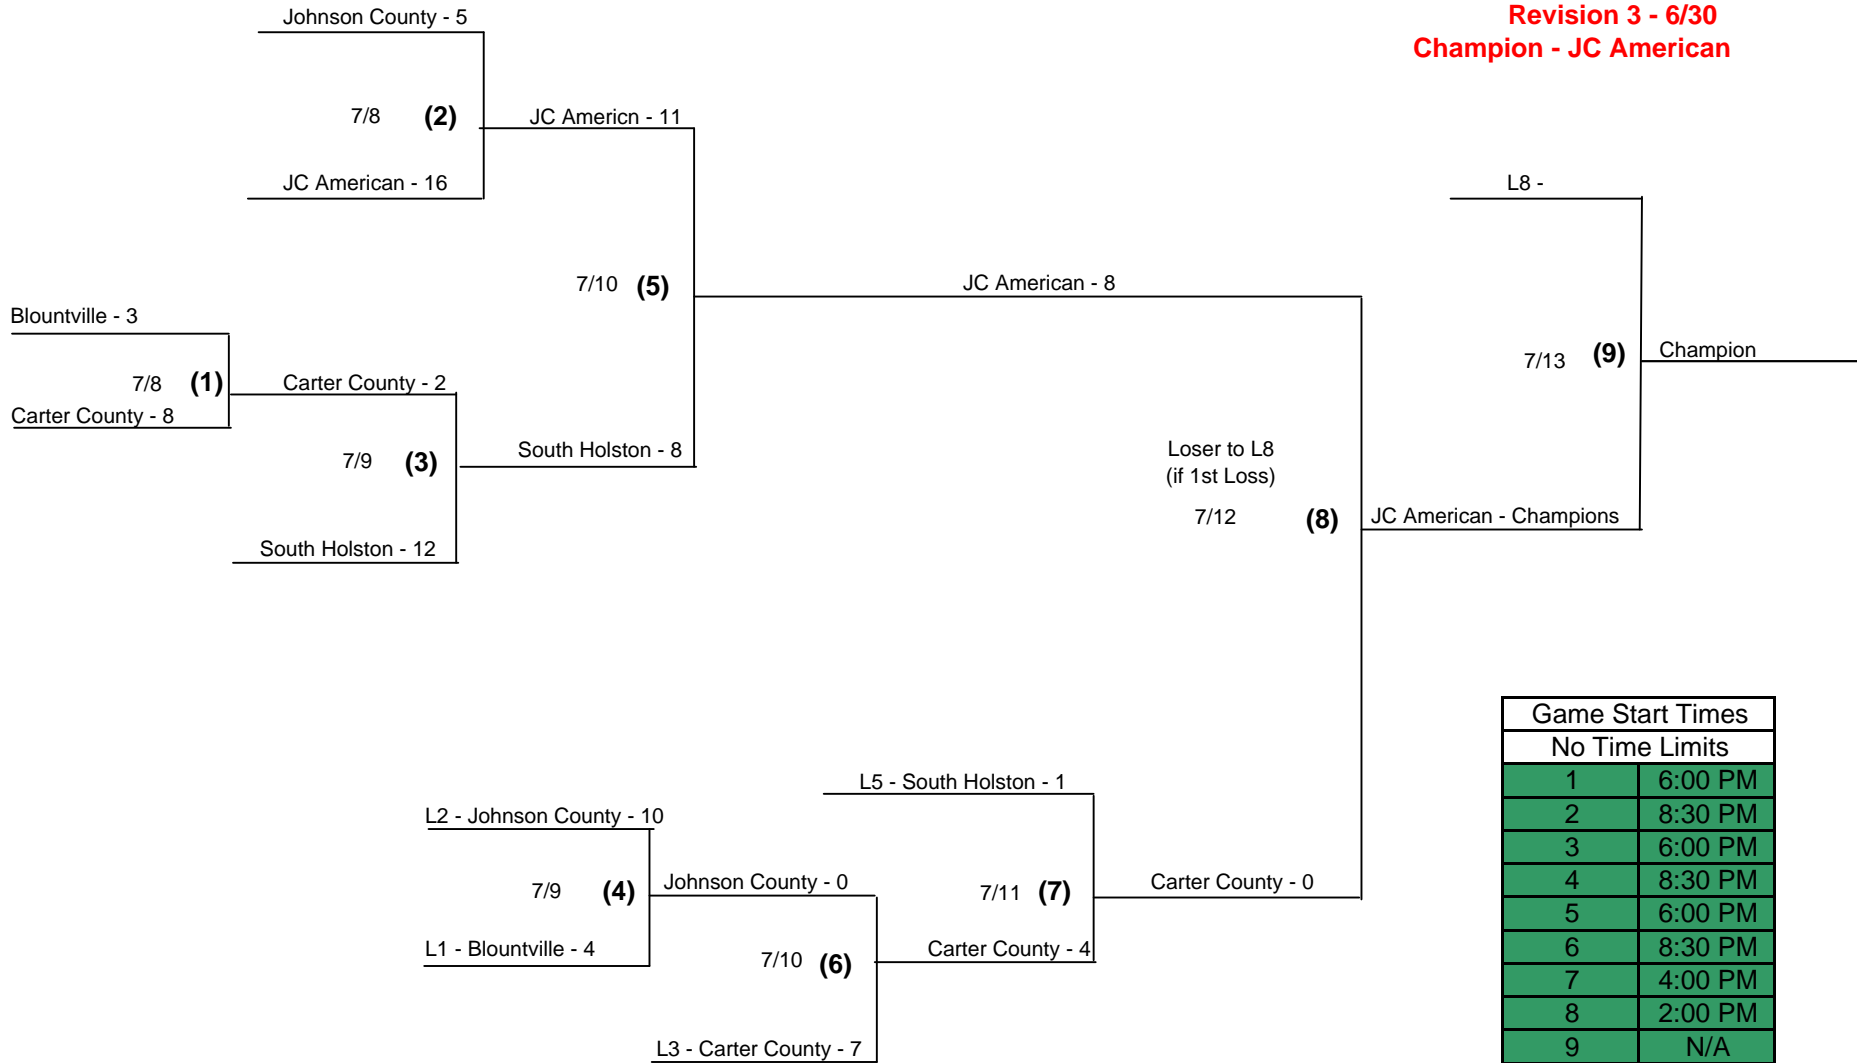 Johnson County - 5
Revision 3 - 6/30
Champion - JC American
7/8 (2)
JC Americn - 11
JC American - 16
L8 -
7/10 (5)
JC American - 8
Blountville - 3
7/8 (1)
Carter County - 2
Carter County - 8
7/13 (9)
Champion
7/9 (3)
South Holston - 8
Loser to L8
(if 1st Loss)
7/12 (8)
JC American - Champions
South Holston - 12
L5 - South Holston - 1
L2 - Johnson County - 10
7/9 (4)
Johnson County - 0
7/11 (7)
Carter County - 0
L1 - Blountville - 4
7/10 (6)
Carter County - 4
L3 - Carter County - 7
Game Start Times
No Time Limits
1 6:00 PM
2 8:30 PM
3 6:00 PM
4 8:30 PM
5 6:00 PM
6 8:30 PM
7 4:00 PM
8 2:00 PM
9 N/A